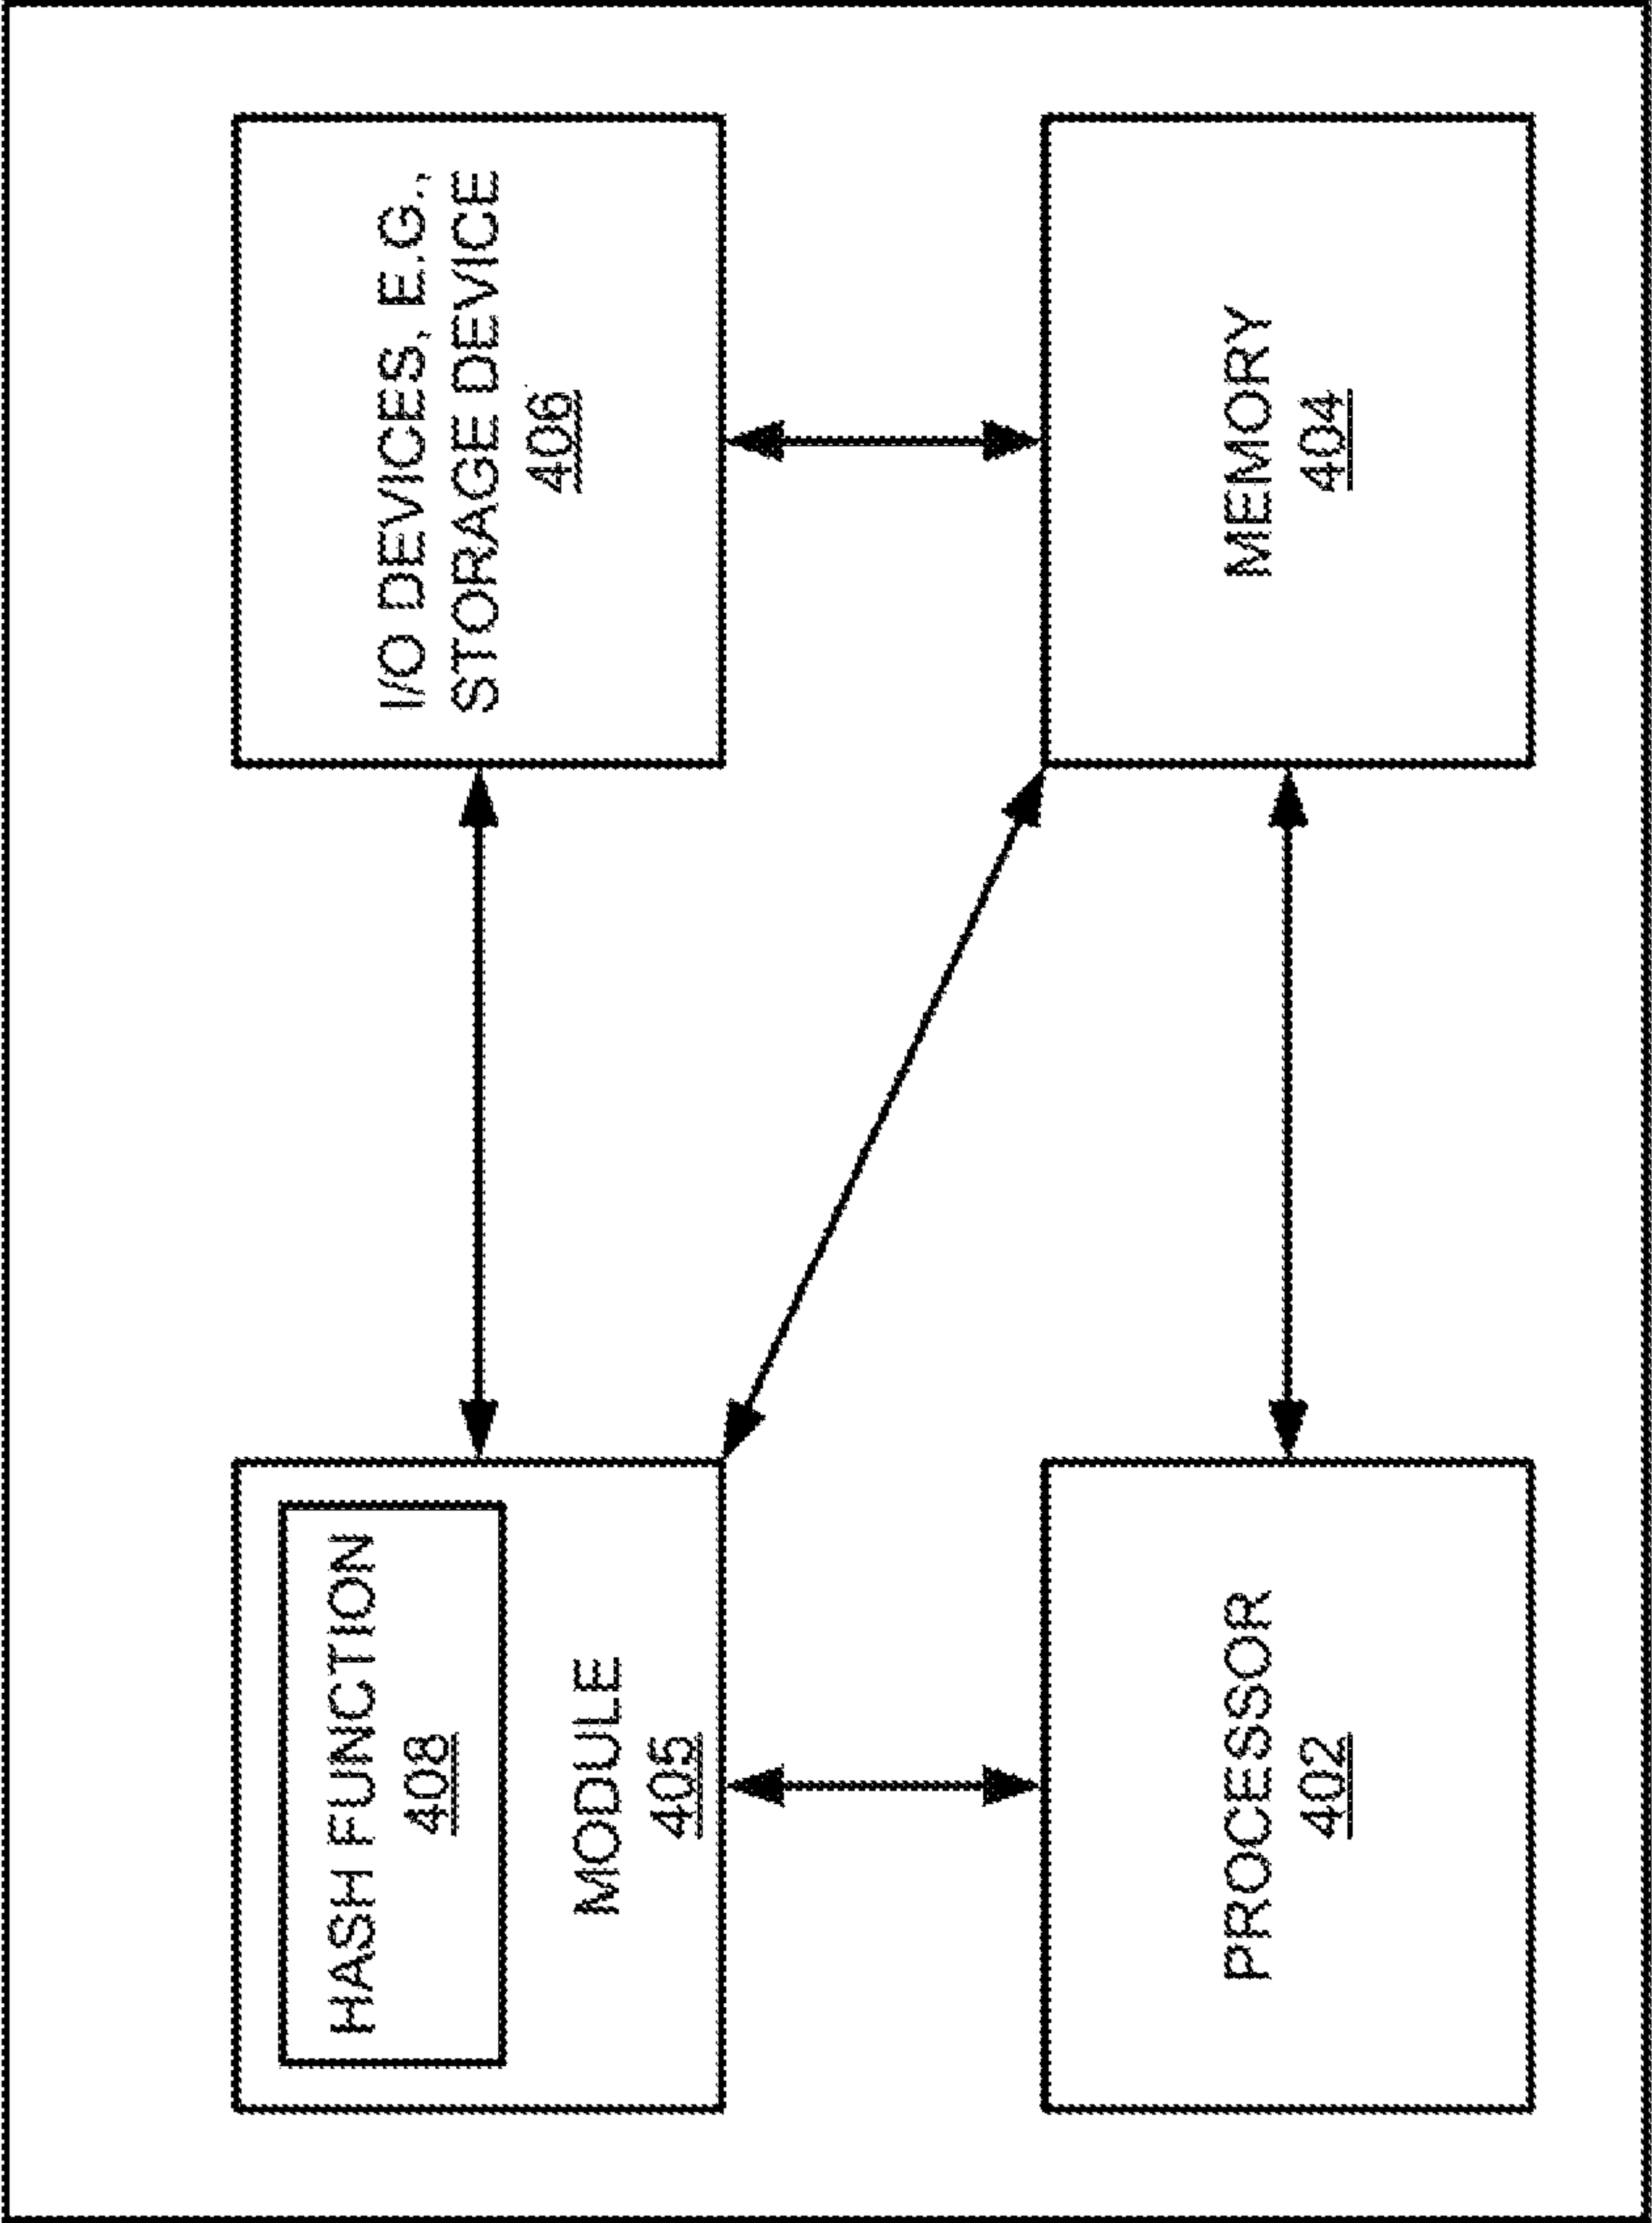 HASH FUNCTION
408
MODULE
405
I/O DEVICES, E.G.,
STORAGE DEVICE
406
PROCESSOR
402
MEMORY
404